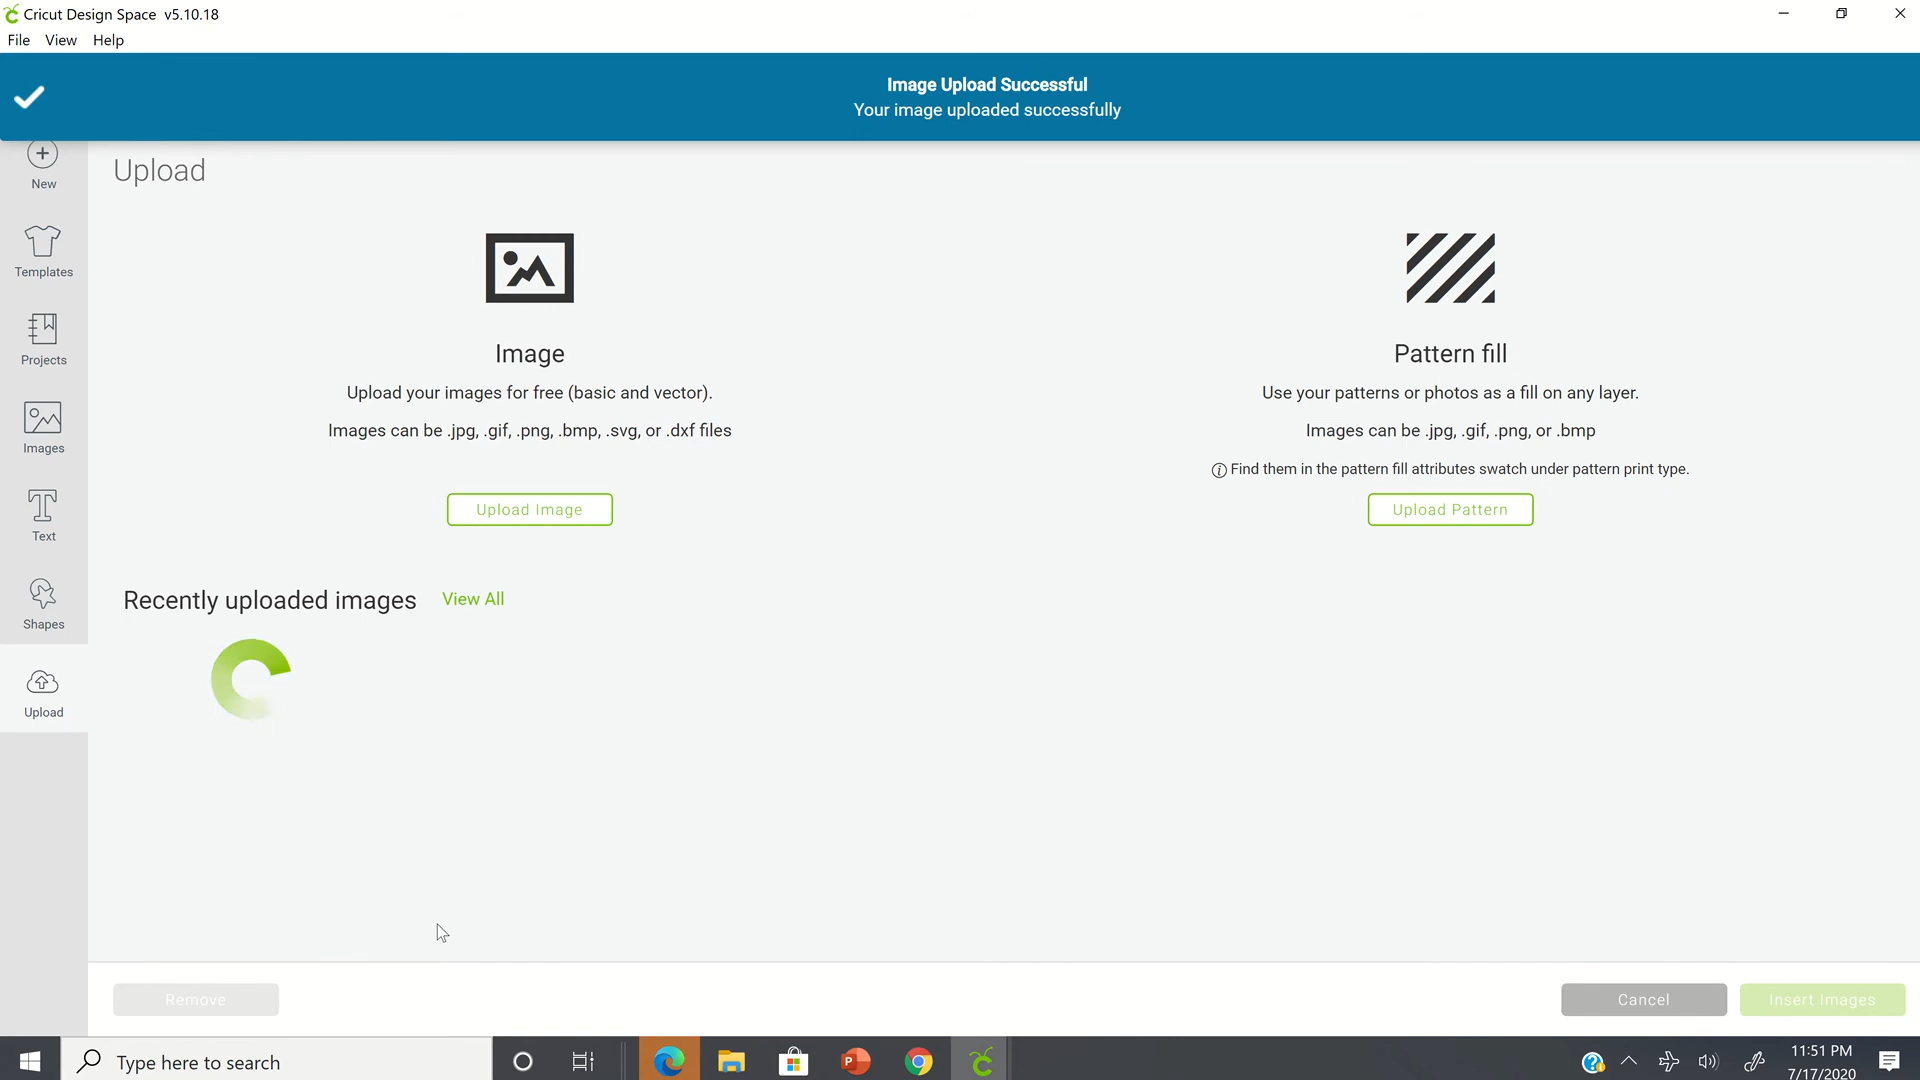 Cricut Design Space v5.10.18
File View Help
Image Upload Successful
Your image uploaded successfully
New
Upload
Templates
Projects
Images
Text
Shapes
Upload
Image
Upload your images for free (basic and vector).
Images can be .jpg, .gif, .png, .bmp, .svg, or .dxf files
Upload Image
Pattern fill
Use your patterns or photos as a fill on any layer.
Images can be .jpg, .gif, .png, or .bmp
Find them in the pattern fill attributes swatch under pattern print type.
Upload Pattern
Recently uploaded images View All
Remove
Cancel
Insert Images
Type here to search
11:51 PM
7/17/2020